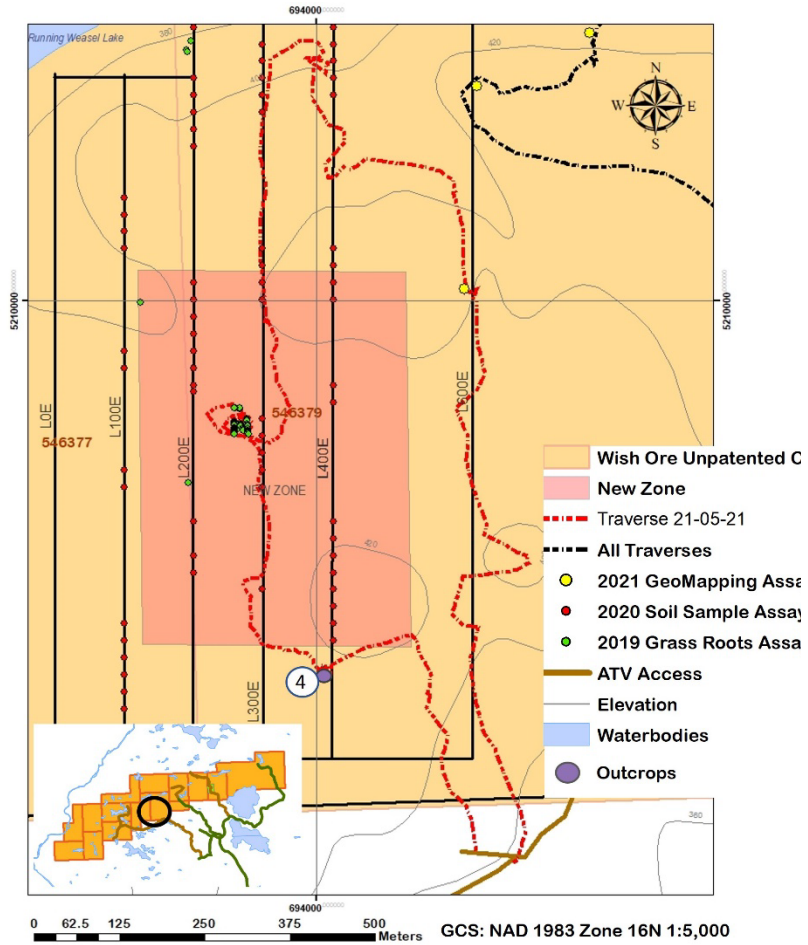 694000
Running Weasel Lake
380
420
N
W E
S
5210000
5210000
L0E
L100E
L200E
L300E
L400E
L600E
546377
546379
NEW ZONE
420
4
380
Wish Ore Unpatented C
New Zone
Traverse 21-05-21
All Traverses
2021 GeoMapping Assa
2020 Soil Sample Assay
2019 Grass Roots Assa
ATV Access
Elevation
Waterbodies
Outcrops
694000
0 62.5 125 250 375 500
Meters
GCS: NAD 1983 Zone 16N 1:5,000